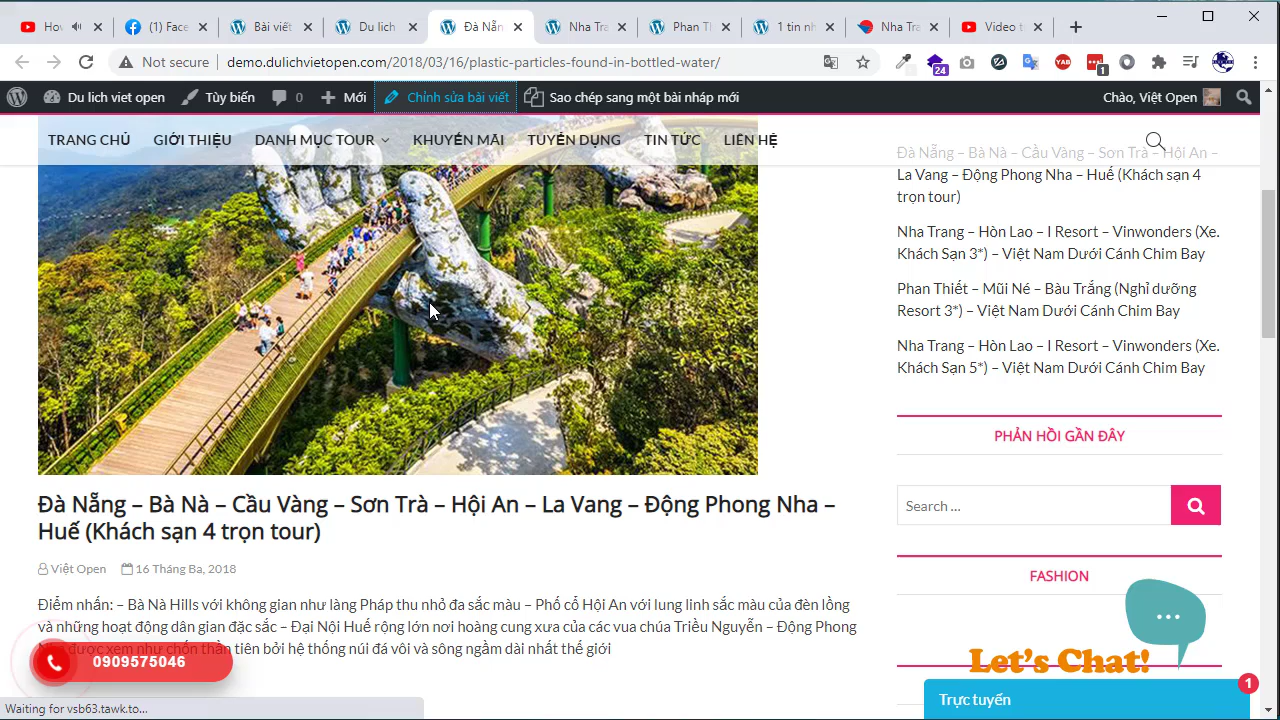 Ho
(1) Face
Bài viết
Du lich
Đà Nẵn
Nha Tra
Phan Th
1 tin nh
Nha Tra
Video t
Not secure
demo.dulichvietopen.com/2018/03/16/plastic-particles-found-in-bottled-water/
24
YAB
1
Du lich viet open
Tùy biến
0
Mới
Chỉnh sửa bài viết
Sao chép sang một bài nháp mới
Chào, Việt Open
TRANG CHỦ
GIỚI THIỆU
DANH MỤC TOUR
KHUYẾN MÃI
TUYỂN DỤNG
TIN TỨC
LIÊN HỆ
Đà Nẵng – Bà Nà – Cầu Vàng – Sơn Trà – Hội An –
La Vang – Động Phong Nha – Huế (Khách sạn 4
trọn tour)
Nha Trang – Hòn Lao – I Resort – Vinwonders (Xe.
Khách Sạn 3*) – Việt Nam Dưới Cánh Chim Bay
Phan Thiết – Mũi Né – Bàu Trắng (Nghỉ dưỡng
Resort 3*) – Việt Nam Dưới Cánh Chim Bay
Nha Trang – Hòn Lao – I Resort – Vinwonders (Xe.
Khách Sạn 5*) – Việt Nam Dưới Cánh Chim Bay
PHẢN HỒI GẦN ĐÂY
Search …
FASHION
Đà Nẵng – Bà Nà – Cầu Vàng – Sơn Trà – Hội An – La Vang – Động Phong Nha –
Huế (Khách sạn 4 trọn tour)
Việt Open
16 Tháng Ba, 2018
Điểm nhấn: – Bà Nà Hills với không gian như làng Pháp thu nhỏ đa sắc màu – Phố cổ Hội An với lung linh sắc màu của đèn lồng
và những hoạt động dân gian đặc sắc – Đại Nội Huế rộng lớn nơi hoàng cung xưa của các vua chúa Triều Nguyễn – Động Phong
Nha được xem như chốn thần tiên bởi hệ thống núi đá vôi và sông ngầm dài nhất thế giới
0909575046
Let's Chat!
Trực tuyến
1
Waiting for vsb63.tawk.to...